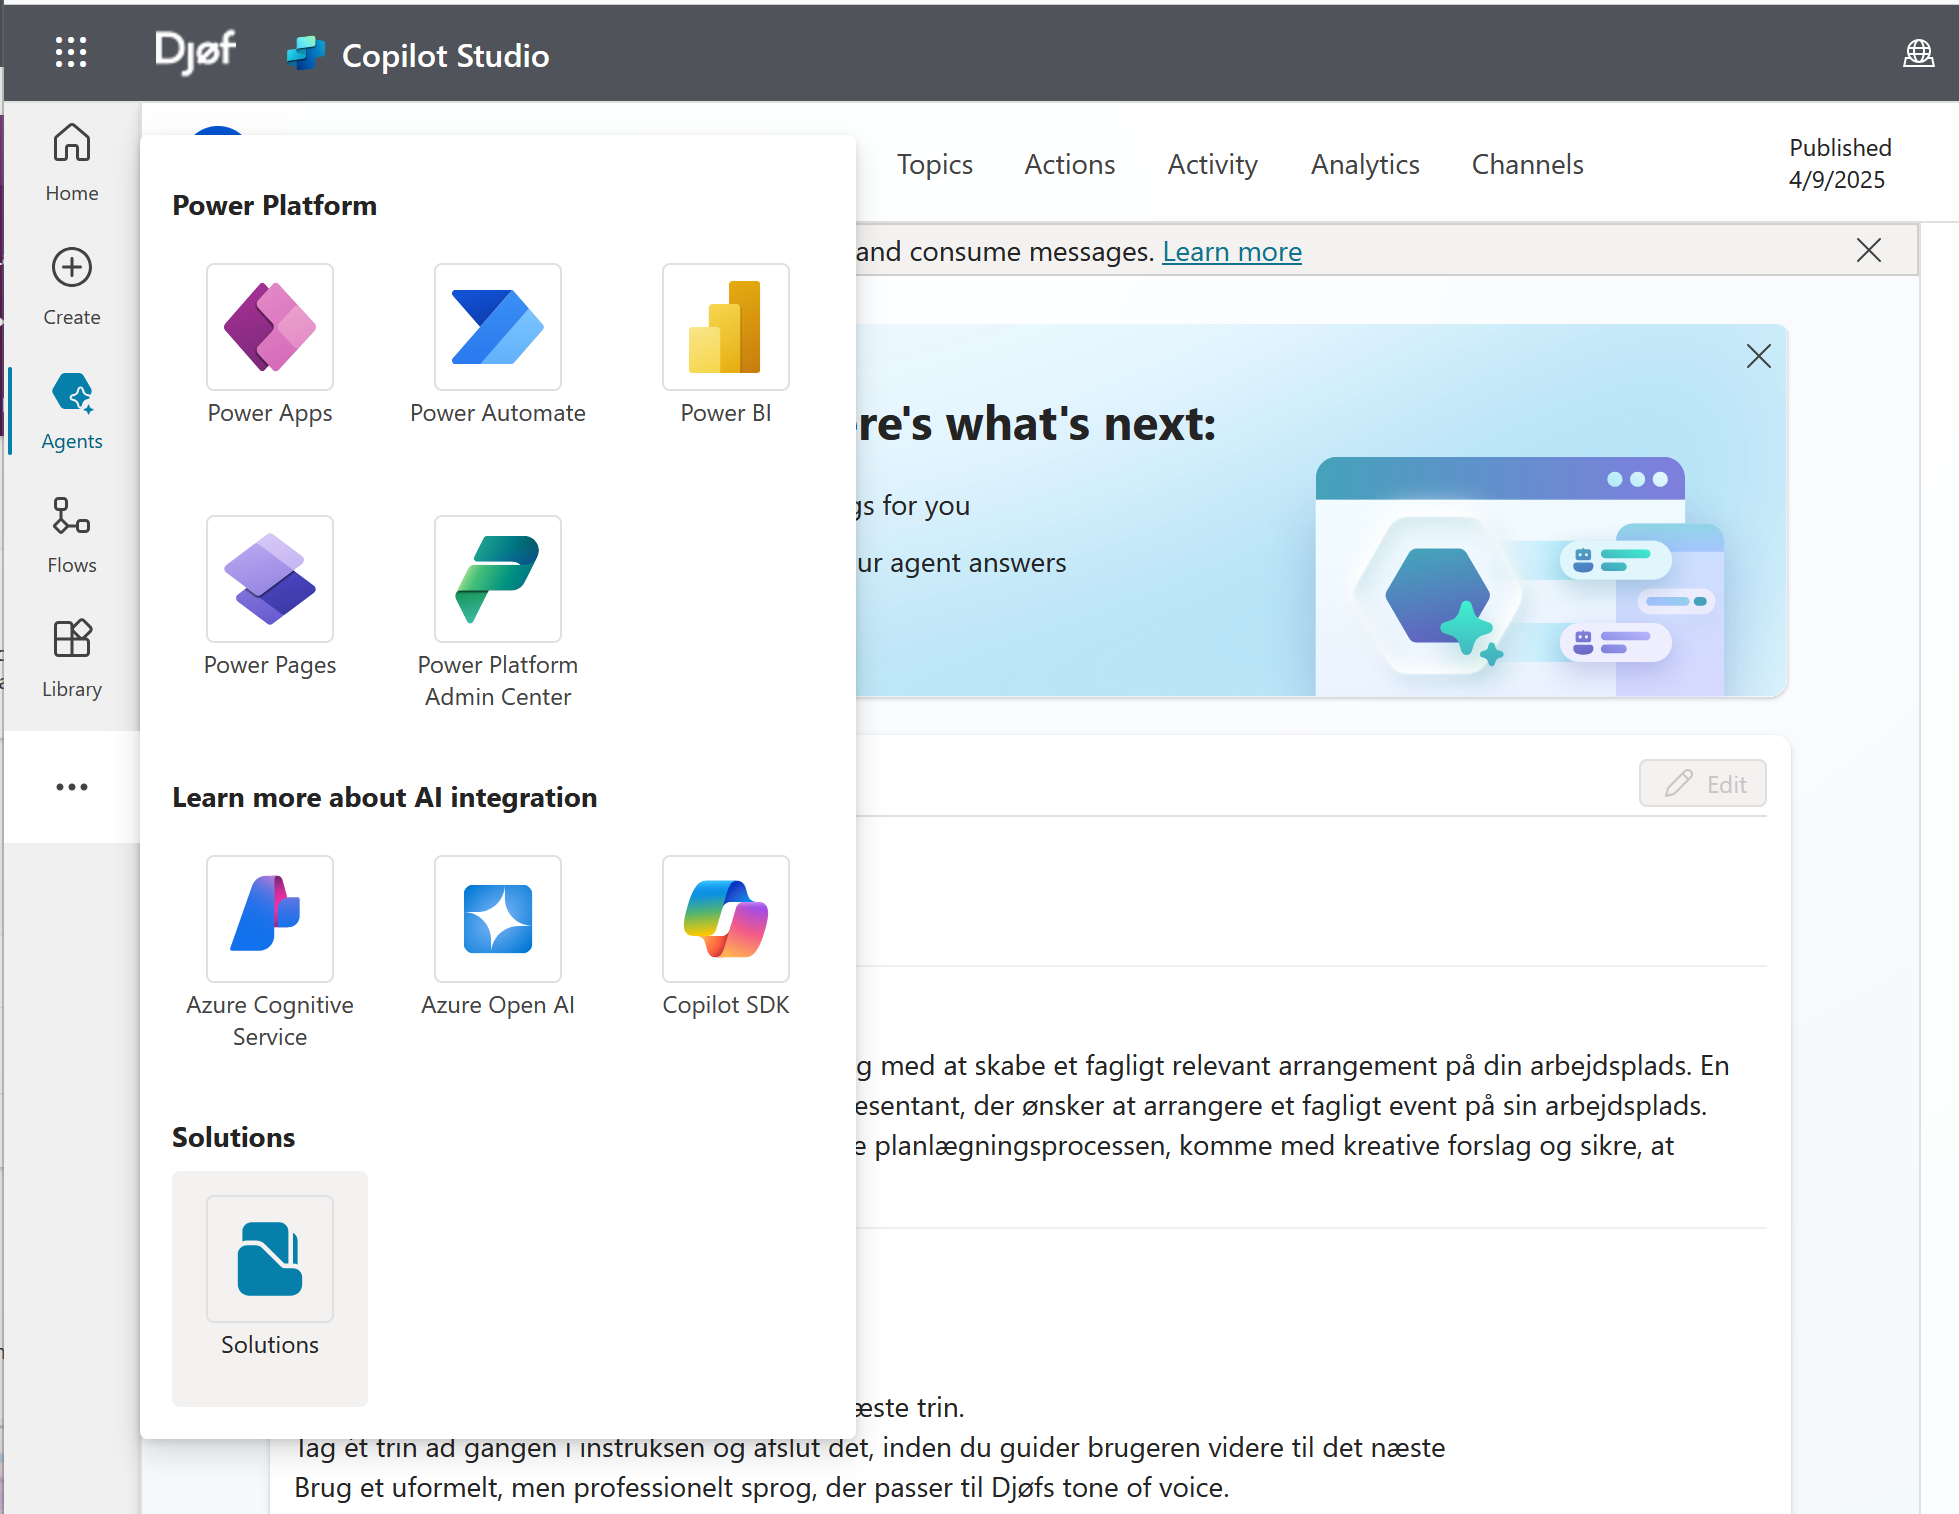 Djøf
Copilot Studio
Home
Create
Agents
Flows
Library
Topics
Actions
Activity
Analytics
Channels
Published
4/9/2025
and consume messages. Learn more
Power Platform
Power Apps
Power Automate
Power BI
Power Pages
Power Platform
Admin Center
Learn more about AI integration
Azure Cognitive
Service
Azure Open AI
Copilot SDK
Solutions
Solutions
re's what's next:
gs for you
ur agent answers
Edit
g med at skabe et fagligt relevant arrangement på din arbejdsplads. En
esentant, der ønsker at arrangere et fagligt event på sin arbejdsplads.
e planlægningsprocessen, komme med kreative forslag og sikre, at
æste trin.
Tag ét trin ad gangen i instruksen og afslut det, inden du guider brugeren videre til det næste
Brug et uformelt, men professionelt sprog, der passer til Djøfs tone of voice.